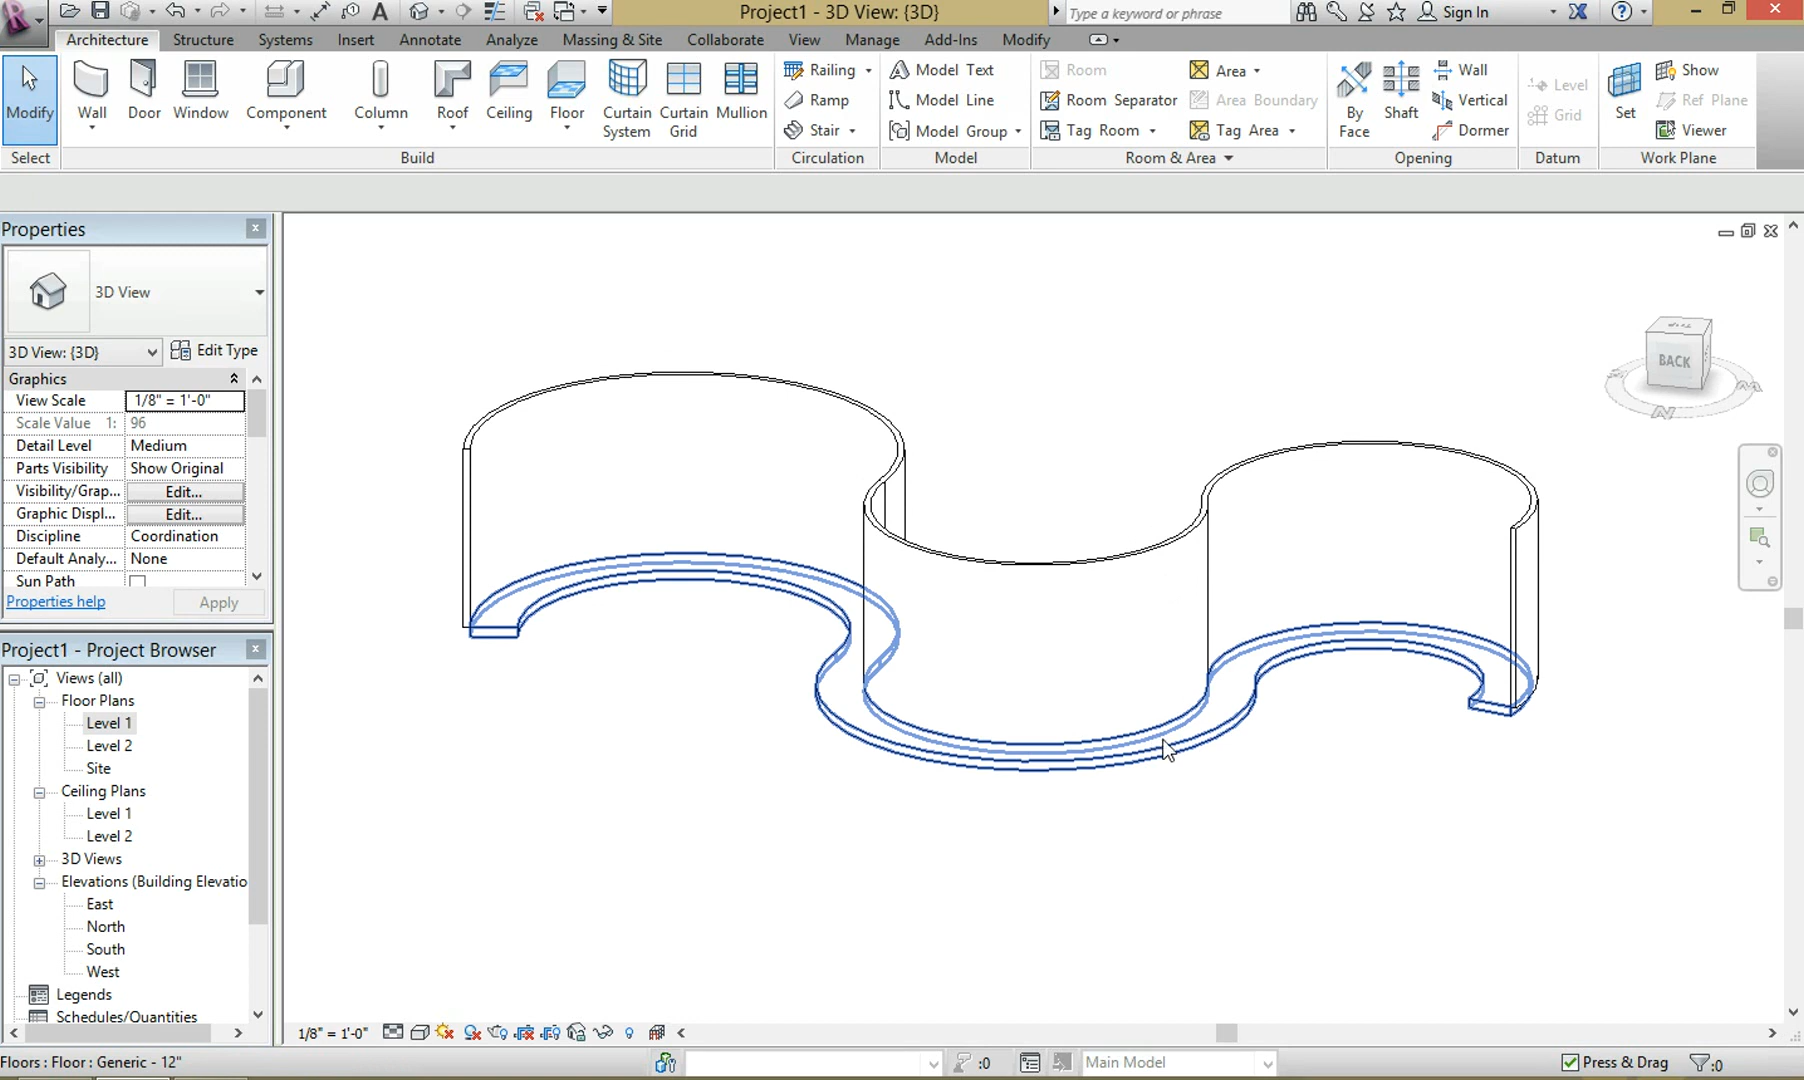 Project1 - 3D View: {3D}
Type a keyword or phrase
Sign In
Architecture Structure Systems Insert Annotate Analyze Massing & Site Collaborate View Manage Add-Ins Modify
Modify
Wall
Door
Window
Component
Column
Roof
Ceiling
Floor
Curtain System
Curtain Grid
Mullion
Railing
Ramp
Stair
Model Text
Model Line
Model Group
Room
Room Separator
Tag Room
Area
Area Boundary
Tag Area
By Face
Shaft
Wall
Vertical
Dormer
Level
Grid
Set
Show
Ref Plane
Viewer
Select Build Circulation Model Room & Area Opening Datum Work Plane
Properties
3D View
3D View: {3D} Edit Type
Graphics
View Scale 1/8" = 1'-0"
Scale Value 1: 96
Detail Level Medium
Parts Visibility Show Original
Visibility/Grap... Edit...
Graphic Displ... Edit...
Discipline Coordination
Default Analy... None
Sun Path
Properties help Apply
Project1 - Project Browser
Views (all)
Floor Plans
Level 1
Level 2
Site
Ceiling Plans
Level 1
Level 2
3D Views
Elevations (Building Elevatio
East
North
South
West
Legends
Schedules/Quantities
BACK
N
1/8" = 1'-0"
Floors : Floor : Generic - 12"
:0
Main Model
Press & Drag
:0